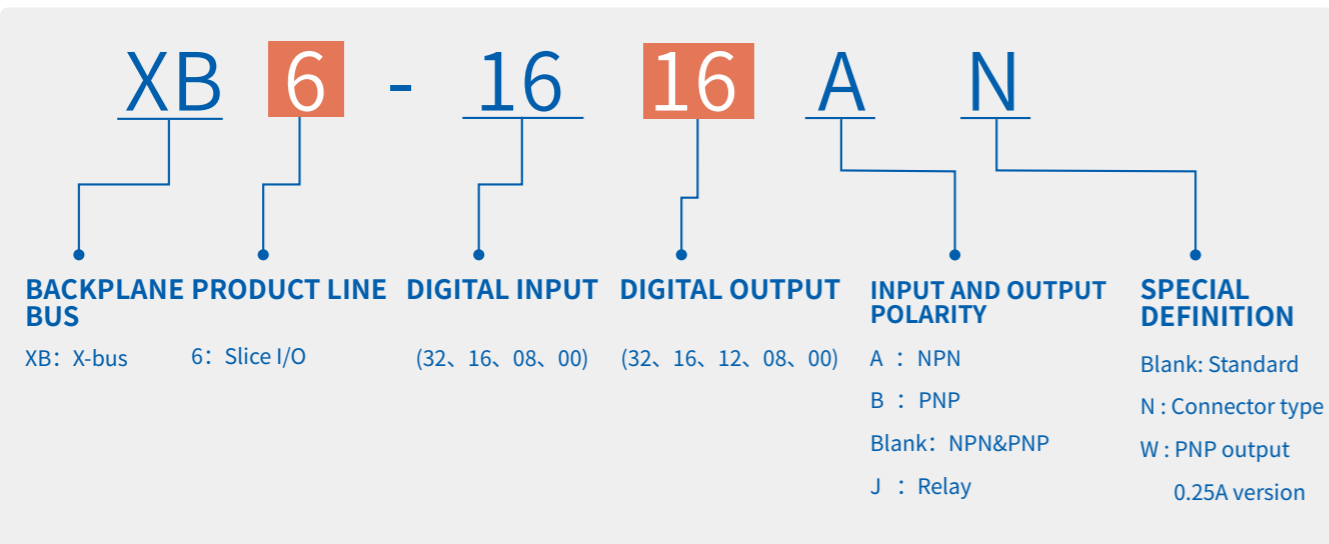 XB 6 - 16 16 A N
BACKPLANE BUS
XB：X-bus
PRODUCT LINE
6：Slice I/O
DIGITAL INPUT
(32、16、08、00)
DIGITAL OUTPUT
(32、16、12、08、00)
INPUT AND OUTPUT
POLARITY
A ：NPN
B ：PNP
Blank：NPN&PNP
J ：Relay
SPECIAL
DEFINITION
Blank: Standard
N : Connector type
W : PNP output
0.25A version